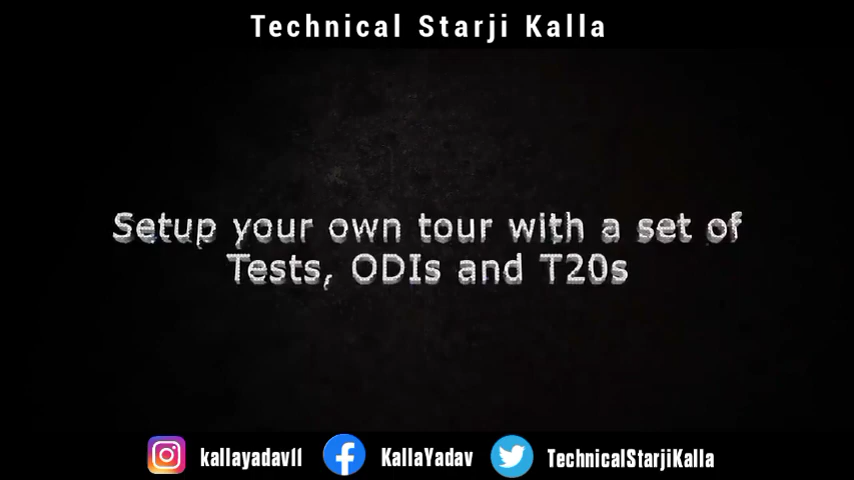 Technical Starji Kalla
Setup your own tour with a set of
Tests, ODIs and T20s
kallayadav11 KallaYadav TechnicalStarjiKalla